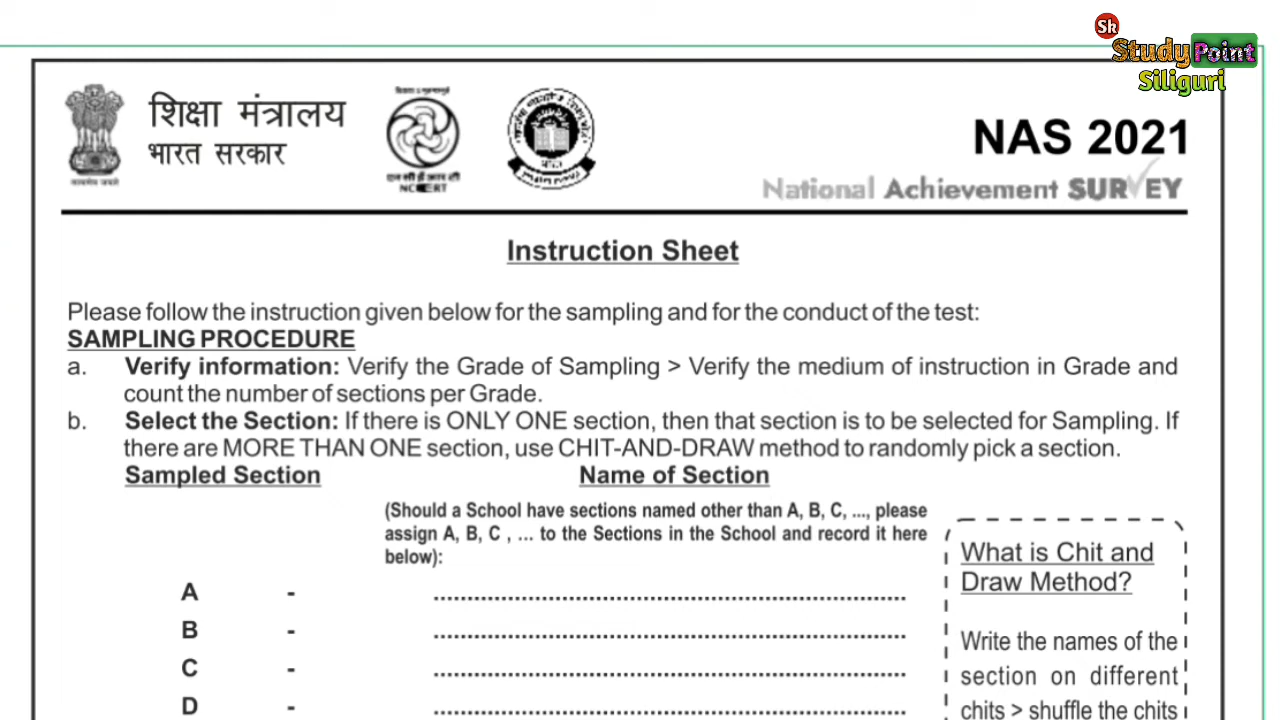 Sk
Study Point
Siliguri
शिक्षा मंत्रालय
भारत सरकार
NCERT
NAS 2021
National Achievement SURVEY
Instruction Sheet
Please follow the instruction given below for the sampling and for the conduct of the test:
SAMPLING PROCEDURE
a. Verify information: Verify the Grade of Sampling > Verify the medium of instruction in Grade and
count the number of sections per Grade.
b. Select the Section: If there is ONLY ONE section, then that section is to be selected for Sampling. If
there are MORE THAN ONE section, use CHIT-AND-DRAW method to randomly pick a section.
Sampled Section Name of Section
(Should a School have sections named other than A, B, C, ..., please
assign A, B, C , ... to the Sections in the School and record it here
below):
A - ......................................................................
B - ......................................................................
C - ......................................................................
D - ......................................................................
What is Chit and
Draw Method?
Write the names of the
section on different
chits > shuffle the chits